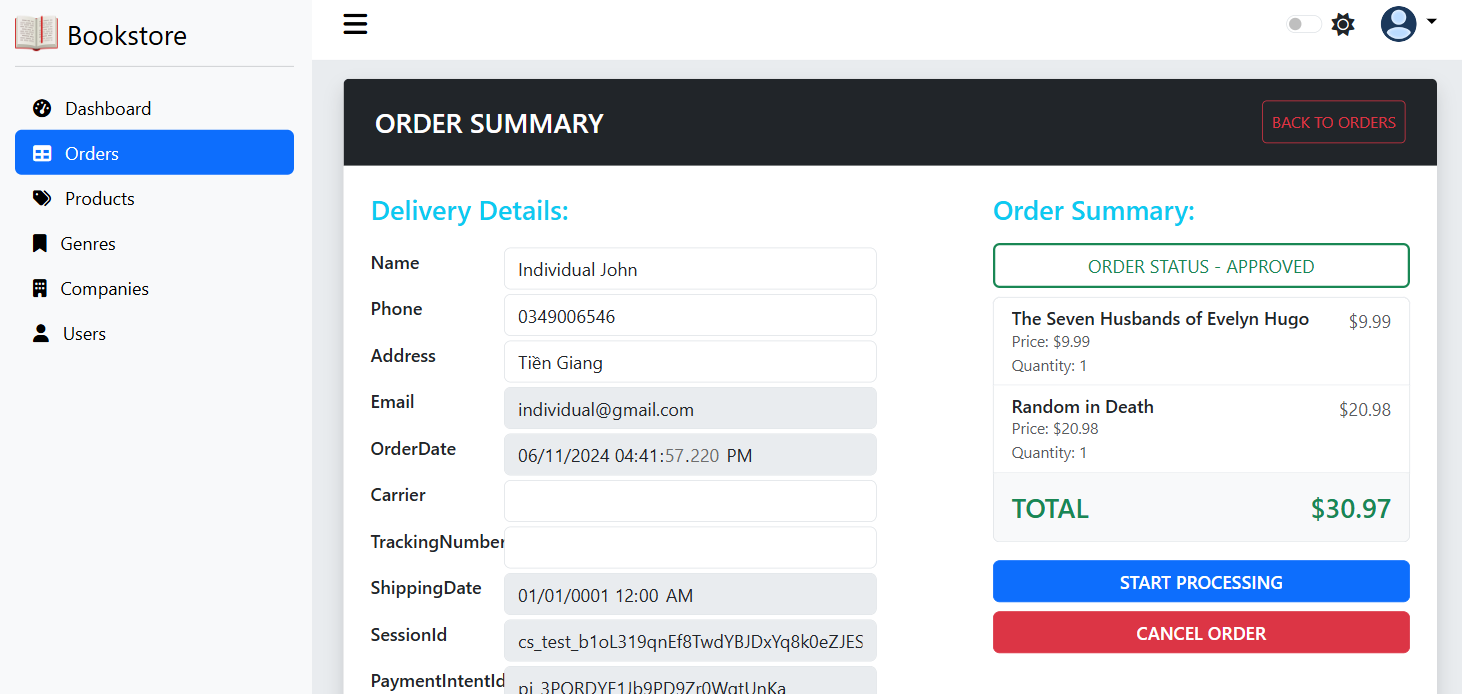 Bookstore
Dashboard
Orders
Products
Genres
Companies
Users
ORDER SUMMARY
BACK TO ORDERS
Delivery Details:
Name
Individual John
Phone
0349006546
Address
Tiền Giang
Email
individual@gmail.com
OrderDate
06/11/2024 04:41:57.220 PM
Carrier
TrackingNumber
ShippingDate
01/01/0001 12:00 AM
SessionId
cs_test_b1oL319qnEf8TwdYBJDxYq8k0eZJES
PaymentIntentId
pi_3PQRDYE1Jb9PD9Zr0WqtUnKa
Order Summary:
ORDER STATUS - APPROVED
The Seven Husbands of Evelyn Hugo
$9.99
Price: $9.99
Quantity: 1
Random in Death
$20.98
Price: $20.98
Quantity: 1
TOTAL
$30.97
START PROCESSING
CANCEL ORDER